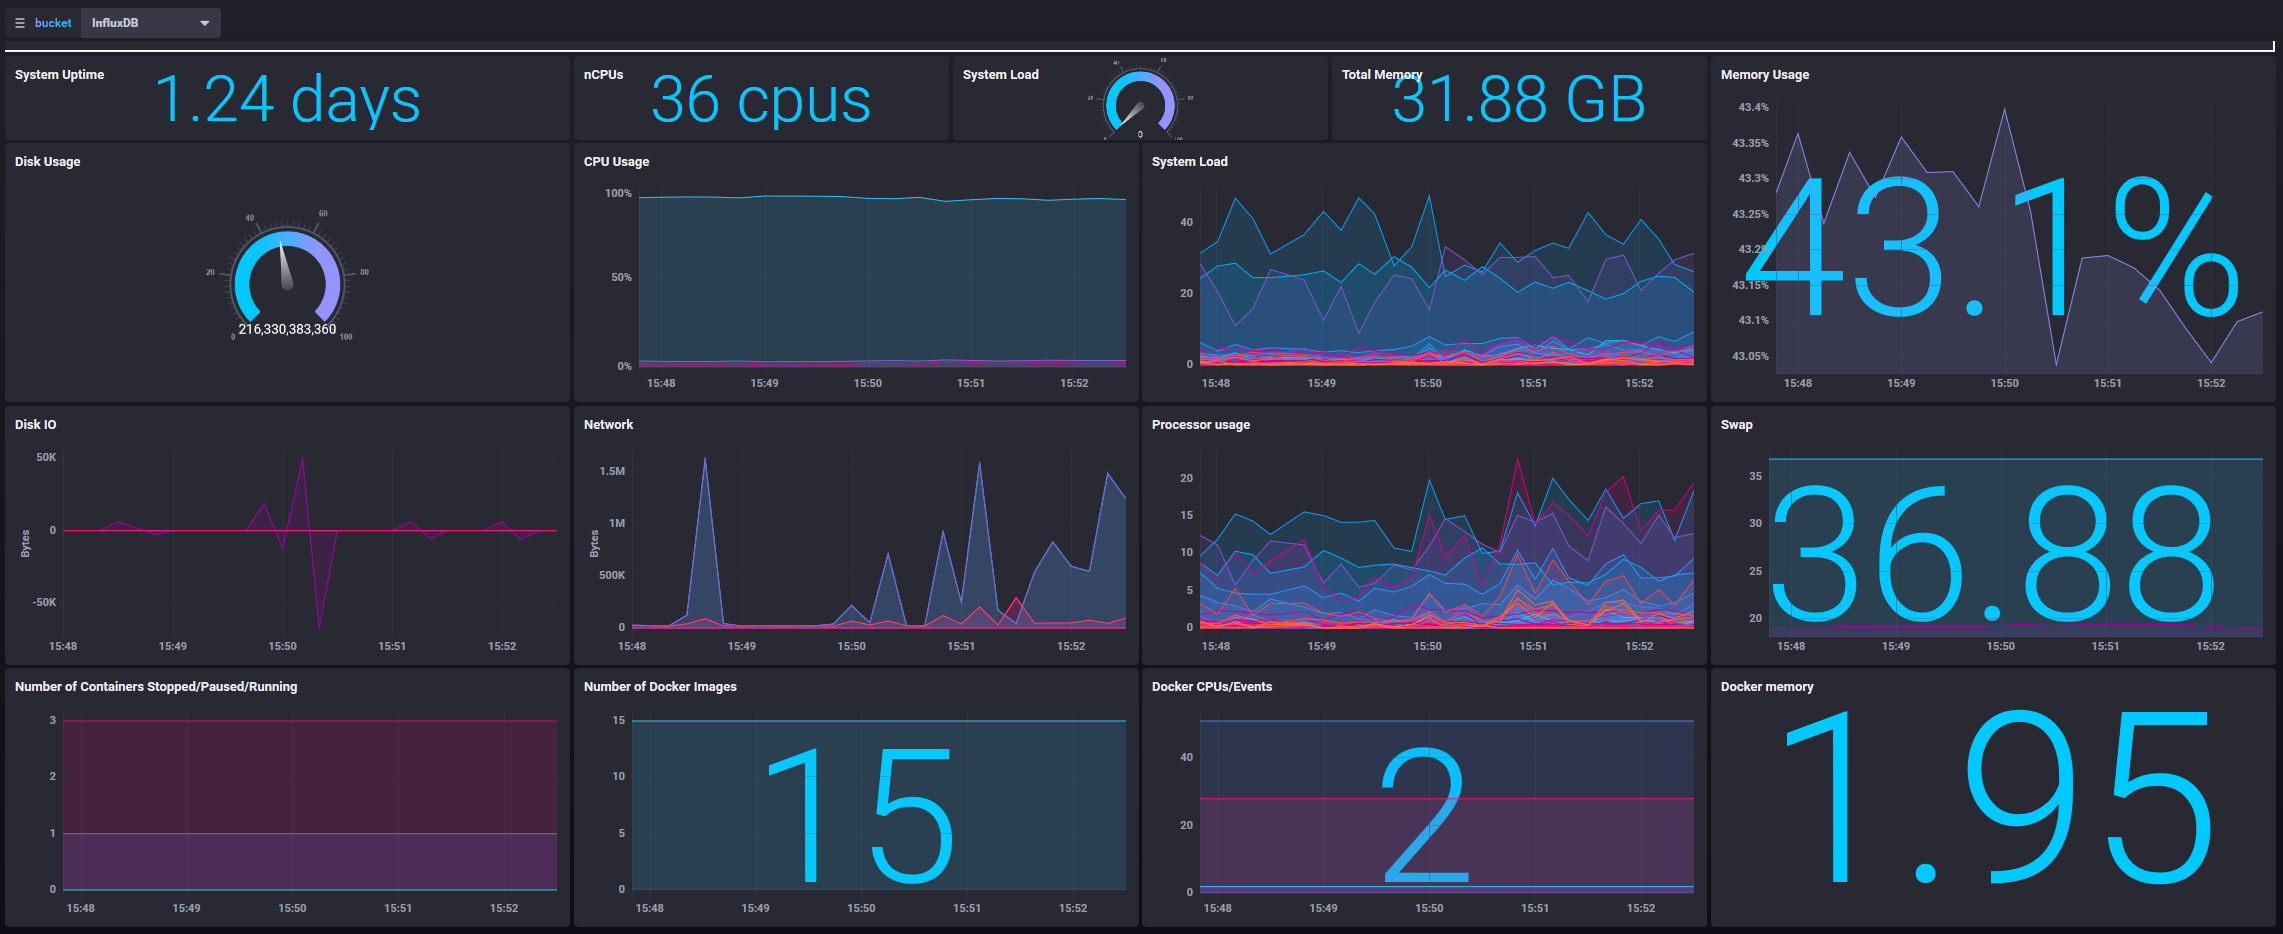 bucket InfluxDB
System Uptime
1.24 days
nCPUs
36 cpus
System Load
0 20 40 60 80 100
0
Total Memory
31.88 GB
Memory Usage
43.4%
43.35%
43.3%
43.25%
43.2%
43.15%
43.1%
43.05%
43.1%
15:48 15:49 15:50 15:51 15:52
Disk Usage
0 20 40 60 80 100
216,330,383,360
CPU Usage
100%
50%
0%
15:48 15:49 15:50 15:51 15:52
System Load
40
20
0
15:48 15:49 15:50 15:51 15:52
Disk IO
Bytes
50K
0
-50K
15:48 15:49 15:50 15:51 15:52
Network
Bytes
1.5M
1M
500K
0
15:48 15:49 15:50 15:51 15:52
Processor usage
20
15
10
5
0
15:48 15:49 15:50 15:51 15:52
Swap
35
30
25
20
36.88
15:48 15:49 15:50 15:51 15:52
Number of Containers Stopped/Paused/Running
3
2
1
0
15:48 15:49 15:50 15:51 15:52
Number of Docker Images
15
10
5
0
15
15:48 15:49 15:50 15:51 15:52
Docker CPUs/Events
40
20
0
2
15:48 15:49 15:50 15:51 15:52
Docker memory
1.95